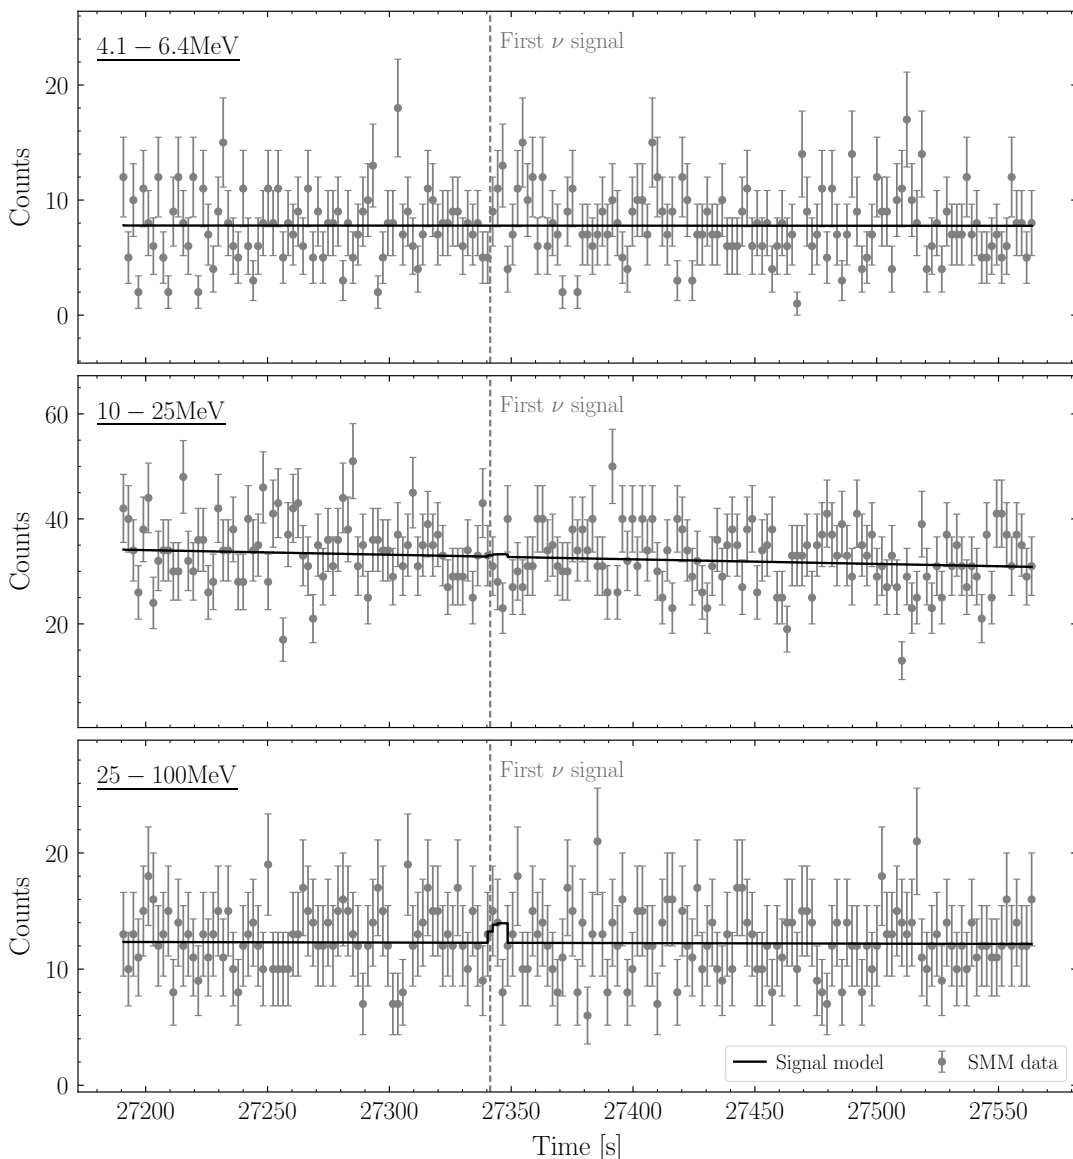 4.1 − 6.4MeV
First ν signal
20
10
0
Counts
10 − 25MeV
First ν signal
60
40
20
Counts
25 − 100MeV
First ν signal
20
10
0
Counts
Signal model
SMM data
27200 27250 27300 27350 27400 27450 27500 27550
Time [s]